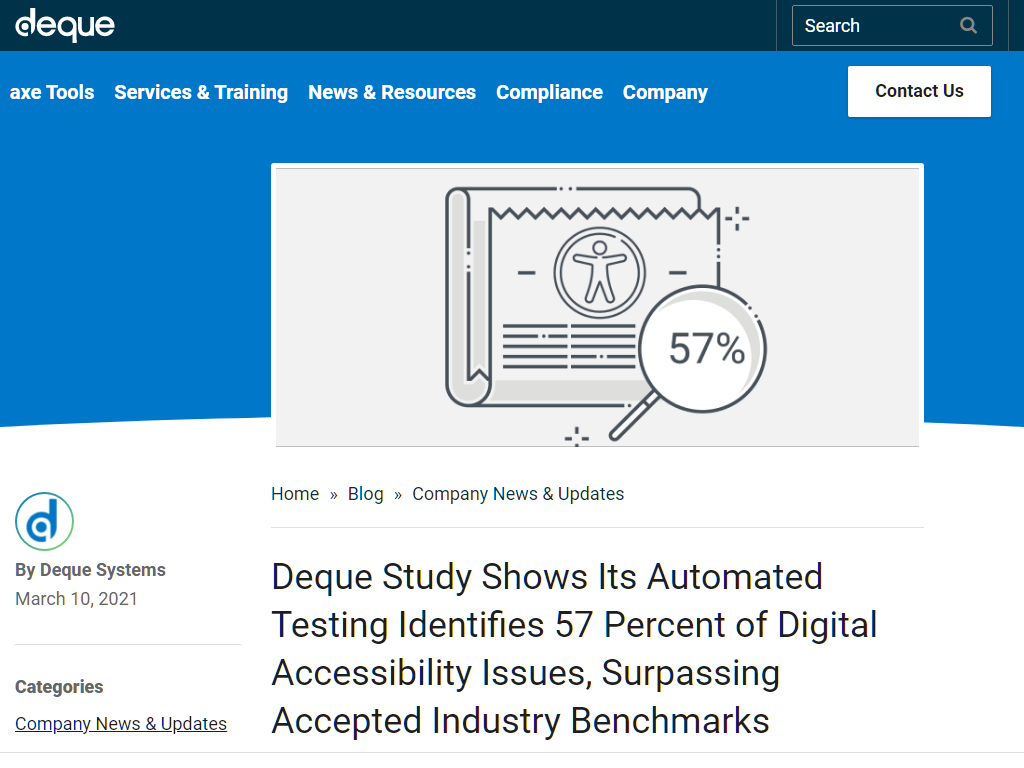 deque
Search
axe Tools Services & Training News & Resources Compliance Company Contact Us
57%
Home » Blog » Company News & Updates
By Deque Systems
March 10, 2021
Categories
Company News & Updates
Deque Study Shows Its Automated
Testing Identifies 57 Percent of Digital
Accessibility Issues, Surpassing
Accepted Industry Benchmarks